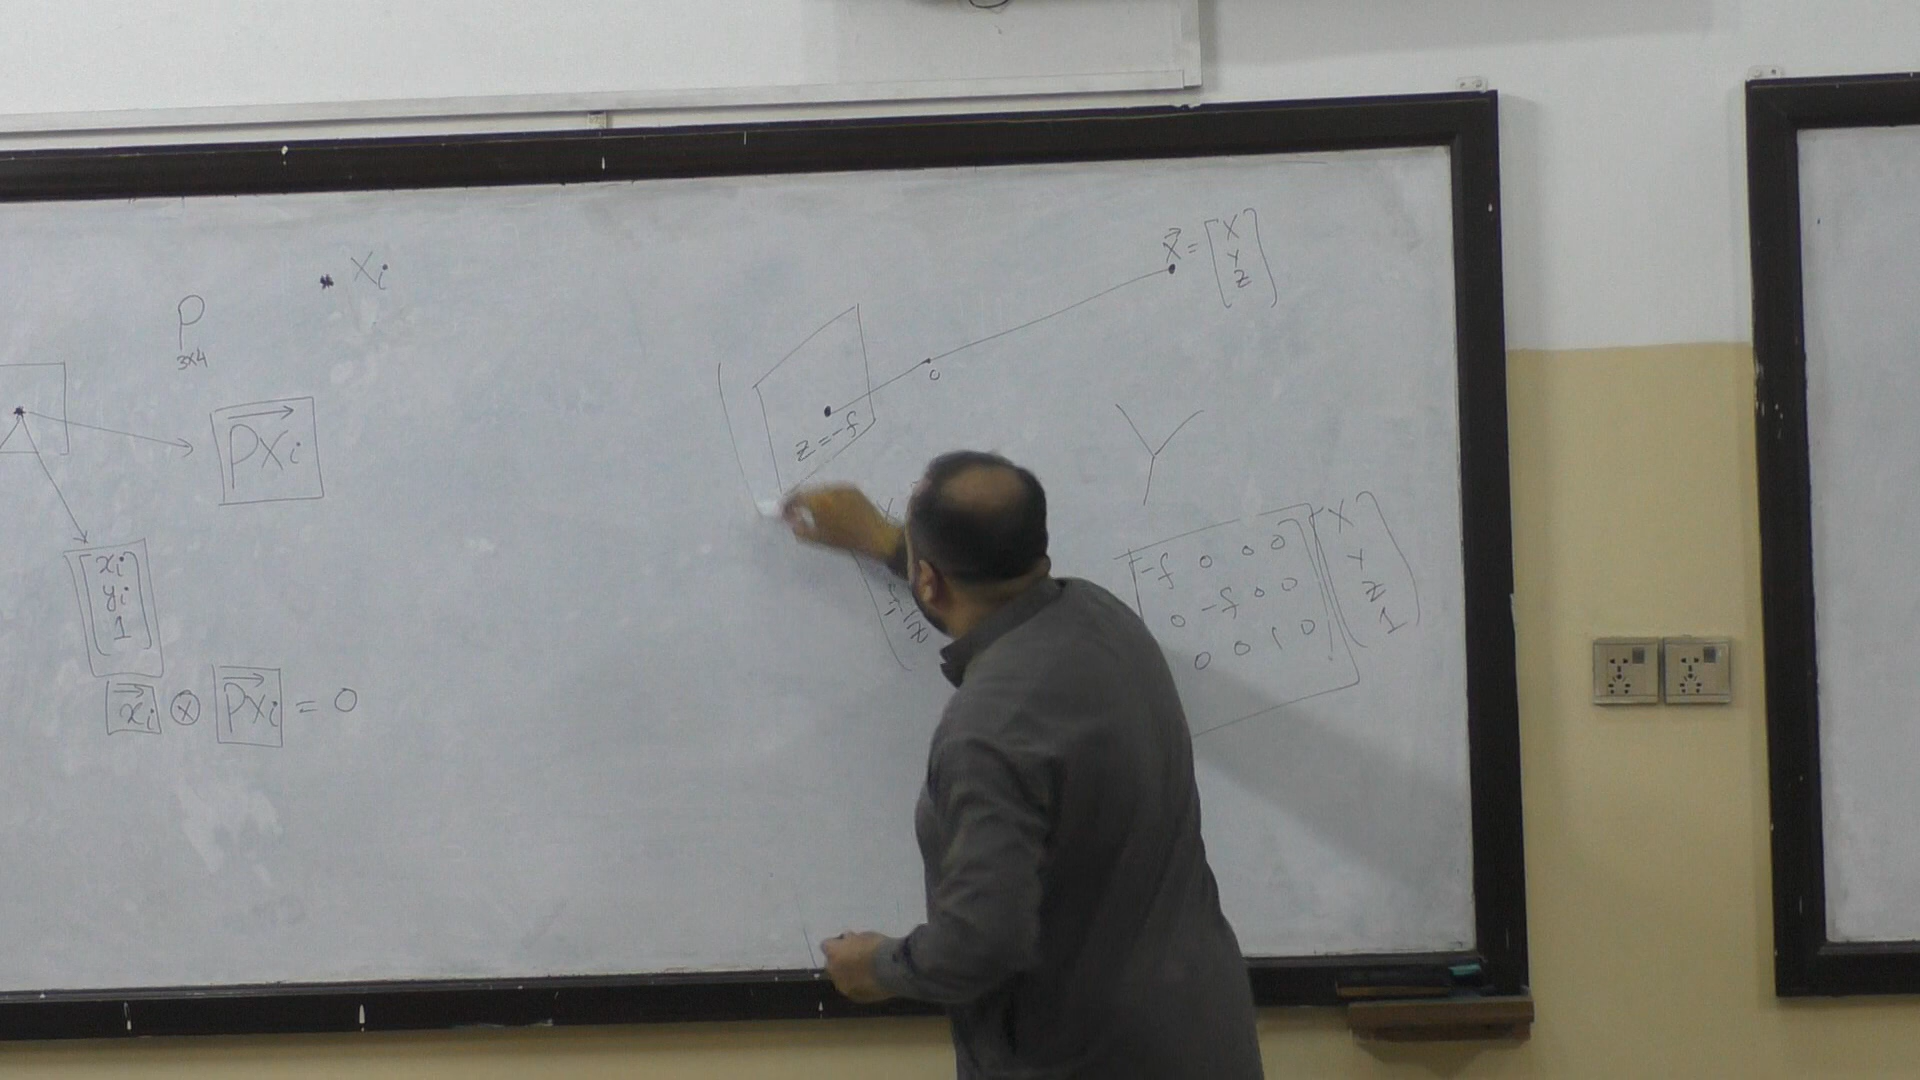 Xi
P
3x4
PXi
xi
yi
1
xi ⊗ PXi = 0
X = [X
Y
Z]
c
z = -f
[-f 0 0 0
0 -f 0 0
0 0 1 0]
[X
Y
Z
1]